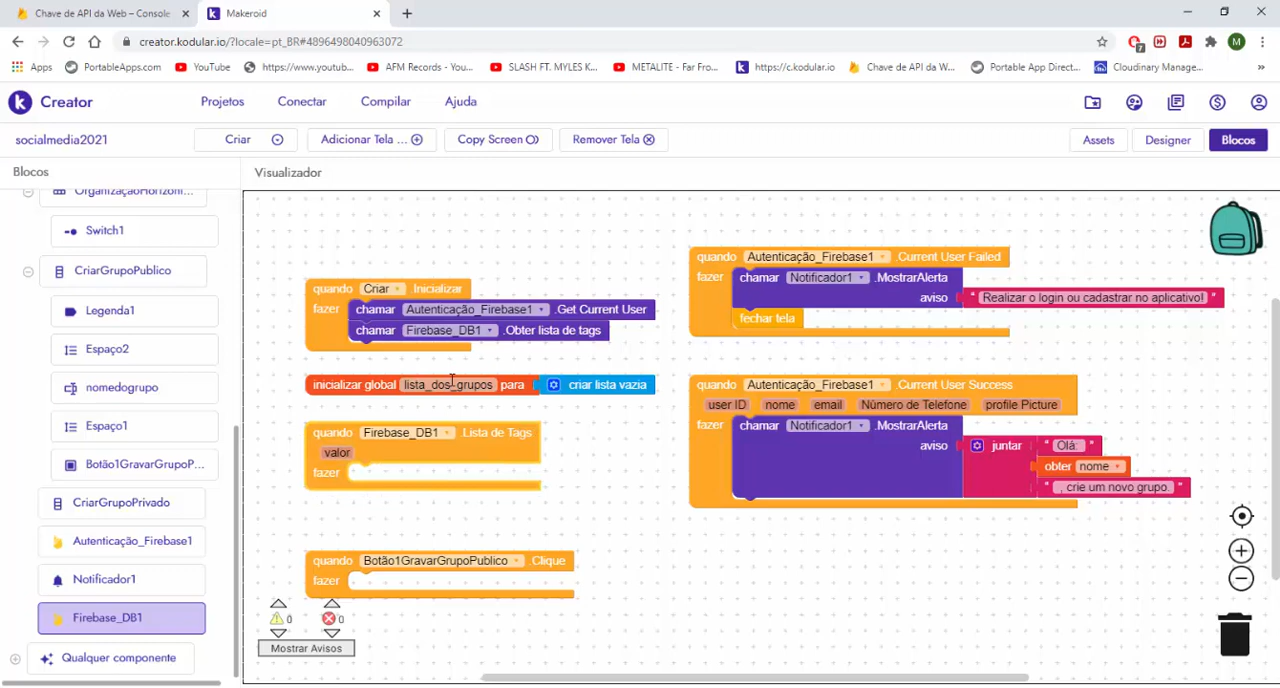 Chave de API da Web – Console
Makeroid
creator.kodular.io/?locale=pt_BR#4896498040963072
7
M
Apps
PortableApps.com
YouTube
https://www.youtub...
AFM Records - You...
SLASH FT. MYLES K...
METALITE - Far Fro...
https://c.kodular.io
Chave de API da W...
Portable App Direct...
Cloudinary Manage...
»
Creator
Projetos
Conectar
Compilar
Ajuda
socialmedia2021
Criar
Adicionar Tela ...
Copy Screen
Remover Tela
Assets
Designer
Blocos
Blocos
Visualizador
OrganizaçãoHorizont...
Switch1
CriarGrupoPublico
Legenda1
Espaço2
nomedogrupo
Espaço1
Botão1GravarGrupoP...
CriarGrupoPrivado
Autenticação_Firebase1
Notificador1
Firebase_DB1
Qualquer componente
quando Criar .Inicializar
fazer chamar Autenticação_Firebase1 .Get Current User
chamar Firebase_DB1 .Obter lista de tags
inicializar global lista_dos_grupos para criar lista vazia
quando Firebase_DB1 .Lista de Tags
valor
fazer
quando Botão1GravarGrupoPublico .Clique
fazer
0 0
Mostrar Avisos
quando Autenticação_Firebase1 .Current User Failed
fazer chamar Notificador1 .MostrarAlerta
aviso " Realizar o login ou cadastrar no aplicativo! "
fechar tela
quando Autenticação_Firebase1 .Current User Success
user ID nome email Número de Telefone profile Picture
fazer chamar Notificador1 .MostrarAlerta
aviso juntar " Olá: "
obter nome
" , crie um novo grupo. "